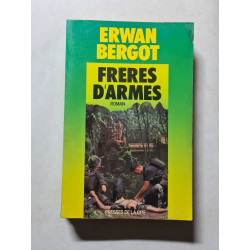 ERWAN
BERGOT
FRERES
D'ARMES
ROMAN
PRESSES DE LA CITÉ